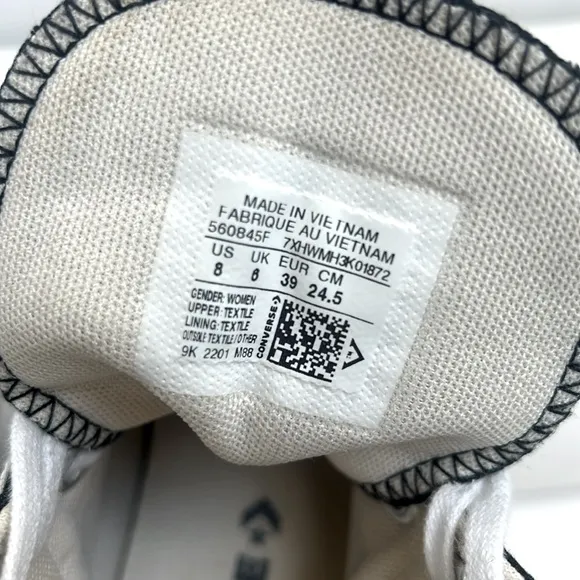 MADE IN VIETNAM
FABRIQUE AU VIETNAM
560845F 7XHWMH3K01872
US UK EUR CM
8 6 39 24.5
GENDER: WOMEN
UPPER: TEXTILE
LINING: TEXTILE
OUTSOLE: TEXTILE / OTHER
9K 2201 M88
CONVERSE